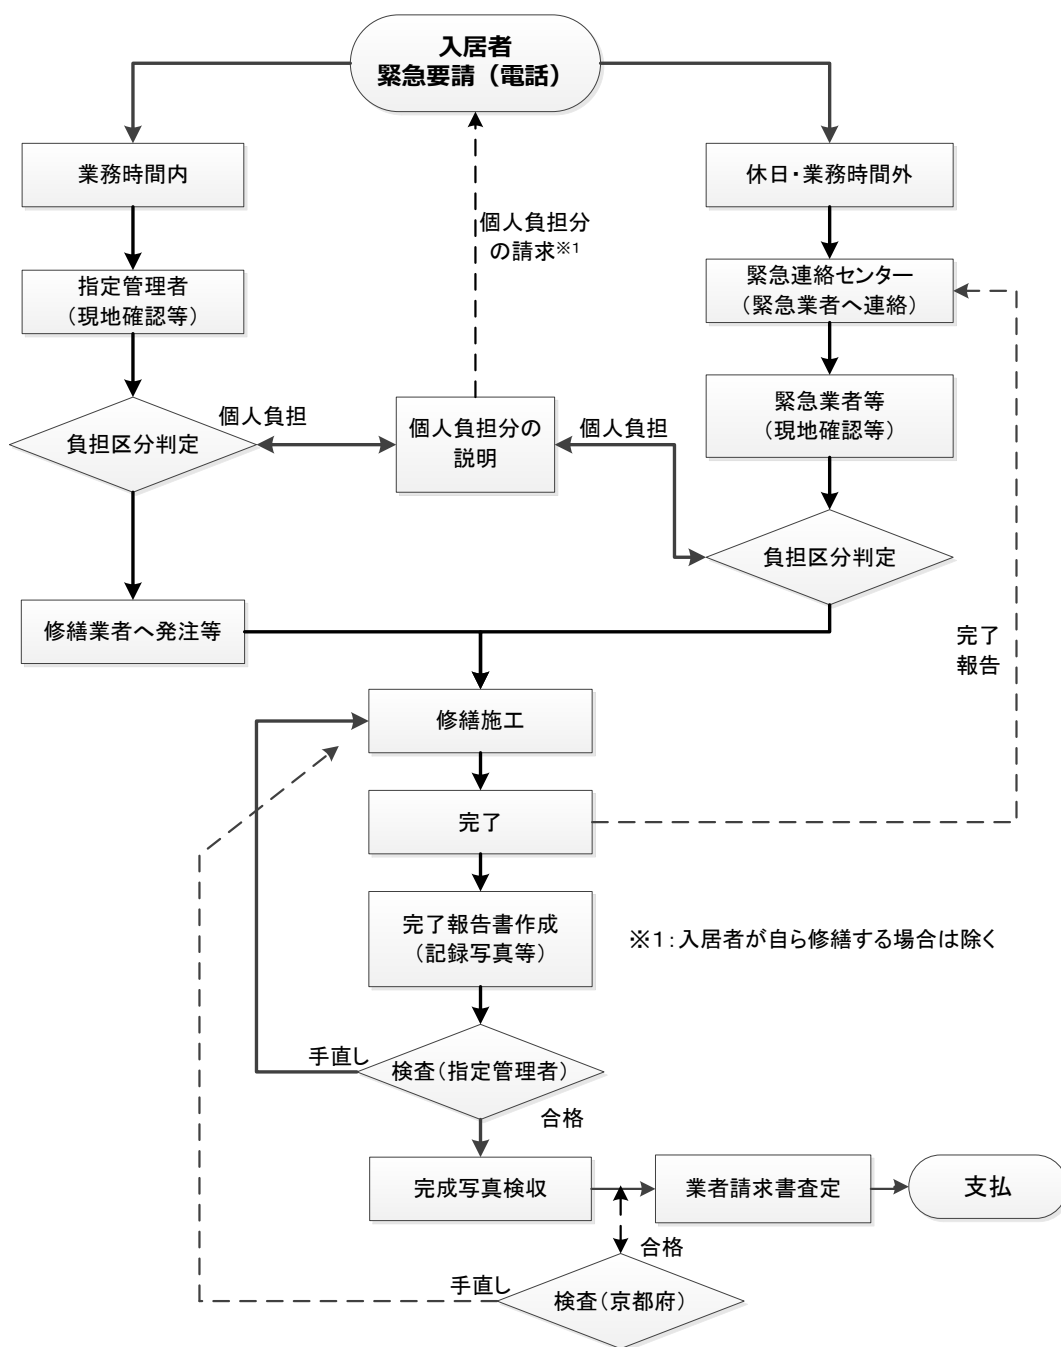 入居者
緊急要請（電話）
業務時間内
休日・業務時間外
個人負担分
の請求※1
指定管理者
（現地確認等）
緊急連絡センター
（緊急業者へ連絡）
緊急業者等
（現地確認等）
個人負担
個人負担
負担区分判定
個人負担分の
説明
負担区分判定
修繕業者へ発注等
完了
報告
修繕施工
完了
完了報告書作成
（記録写真等）
※1：入居者が自ら修繕する場合は除く
手直し
検査（指定管理者）
合格
完成写真検収
業者請求書査定
支払
合格
手直し
検査（京都府）